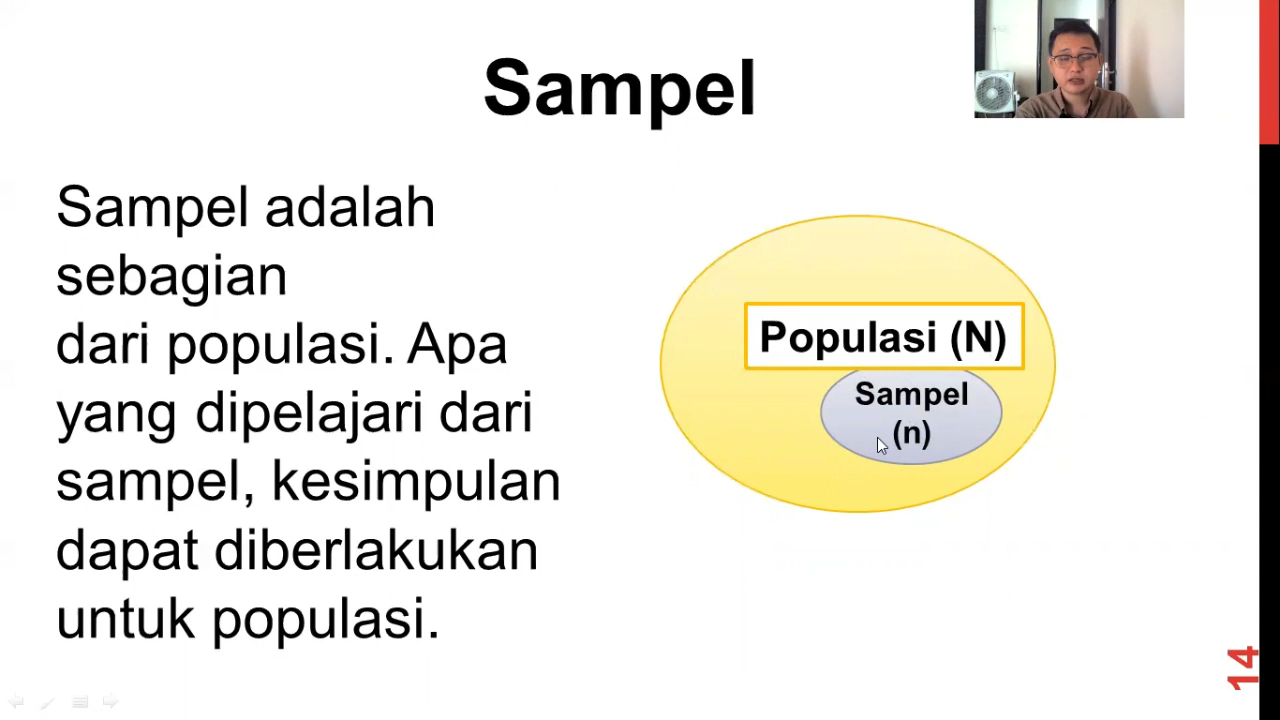 Sampel
Sampel adalah
sebagian
dari populasi. Apa
yang dipelajari dari
sampel, kesimpulan
dapat diberlakukan
untuk populasi.
Populasi (N)
Sampel
(n)
14